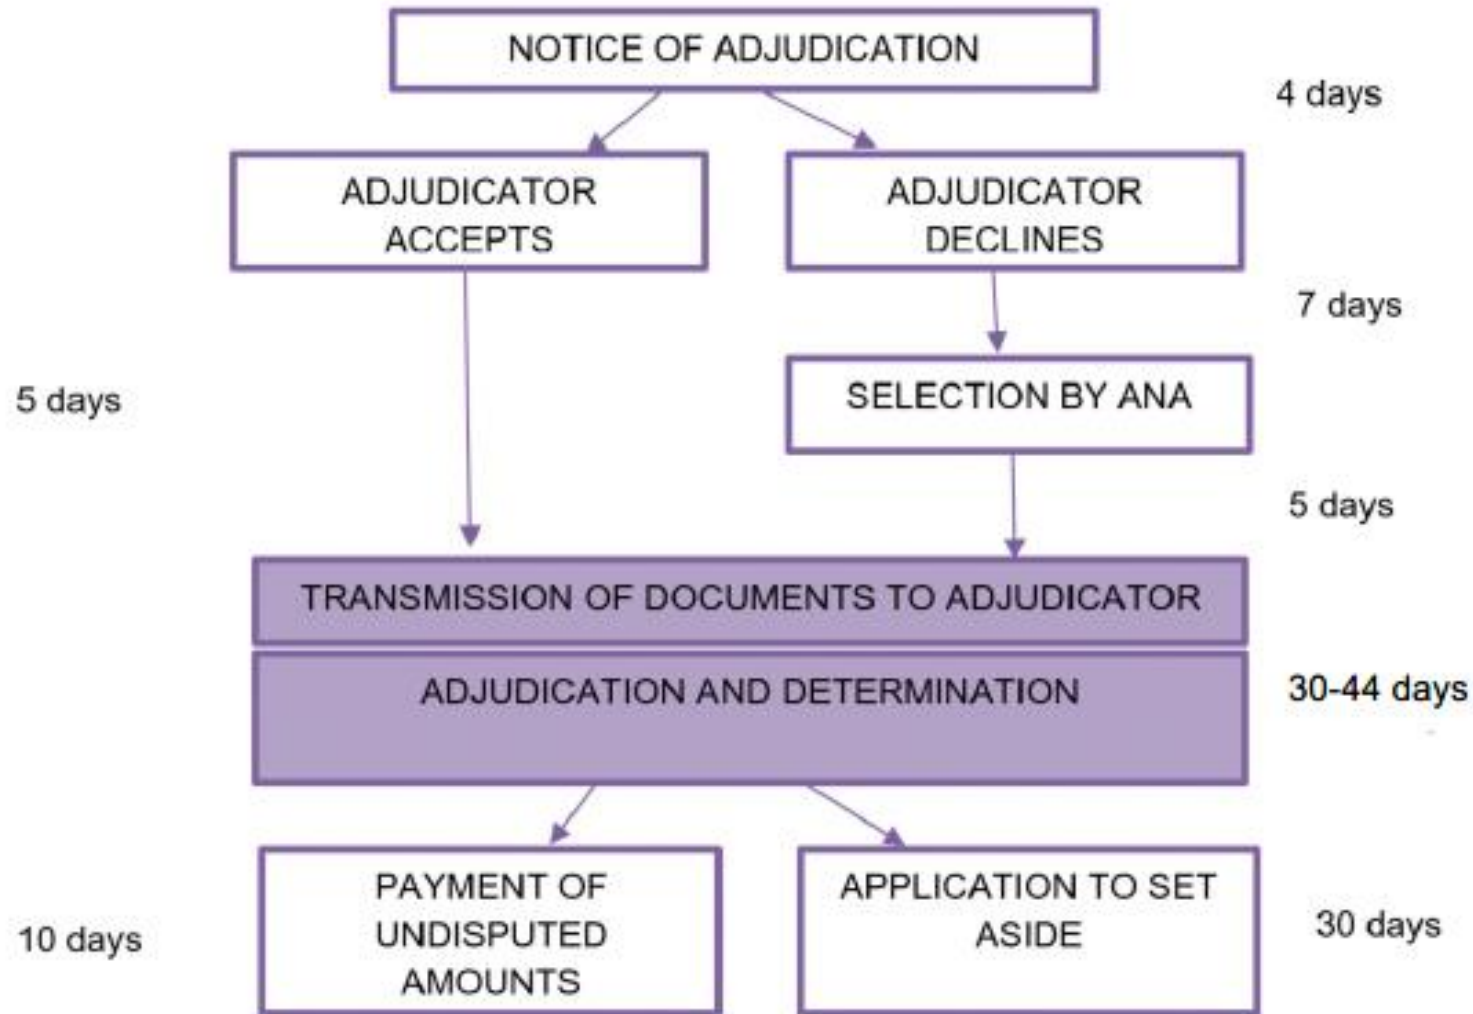 NOTICE OF ADJUDICATION
4 days
ADJUDICATOR
ACCEPTS
ADJUDICATOR
DECLINES
7 days
5 days
SELECTION BY ANA
5 days
TRANSMISSION OF DOCUMENTS TO ADJUDICATOR
ADJUDICATION AND DETERMINATION
30-44 days
10 days
PAYMENT OF
UNDISPUTED
AMOUNTS
APPLICATION TO SET
ASIDE
30 days